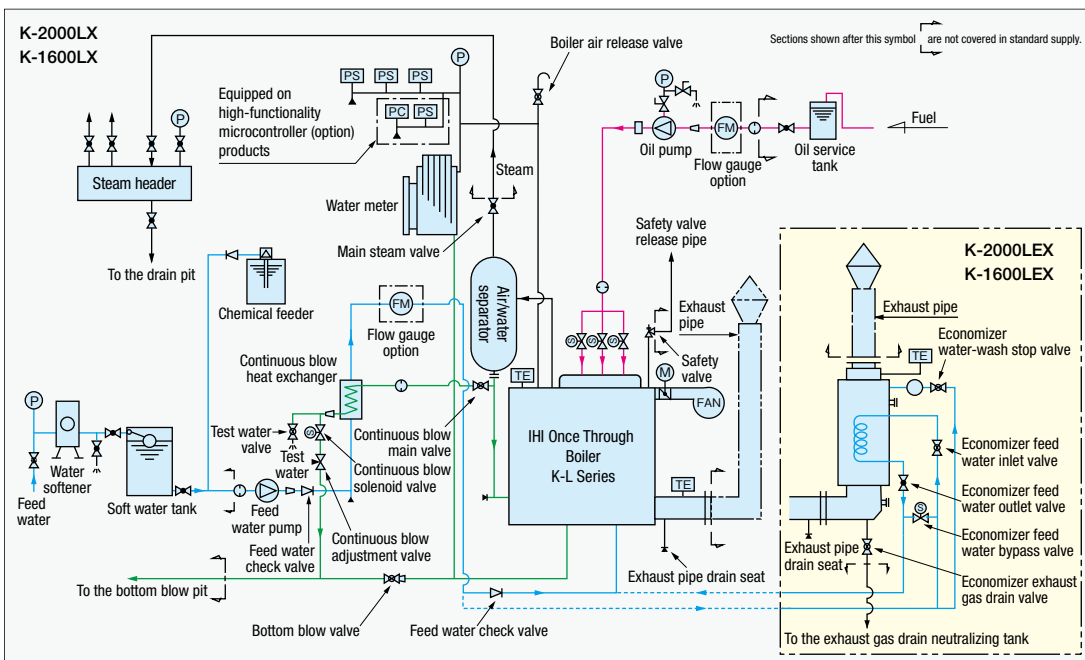 K-2000LX
K-1600LX
Boiler air release valve
Sections shown after this symbol are not covered in standard supply.
P
PS
PS
PS
Equipped on
high-functionality
microcontroller (option)
products
PC
PS
P
Steam header
To the drain pit
Water meter
Steam
Main steam valve
P
Oil pump
FM
Flow gauge
option
Oil service
tank
Fuel
Safety valve
release pipe
Exhaust
pipe
Safety
valve
Chemical feeder
FM
Flow gauge
option
Air/water
separator
Continuous blow
heat exchanger
TE
S
S
S
M
FAN
IHI Once Through
Boiler
K-L Series
P
Water
softener
Feed
water
Soft water tank
Test water
valve
Test
water
S
Continuous blow
main valve
Continuous blow
solenoid valve
Continuous blow
adjustment valve
Feed
water pump
Feed water
check valve
TE
Exhaust pipe drain seat
To the bottom blow pit
Bottom blow valve
Feed water check valve
K-2000LEX
K-1600LEX
Exhaust pipe
Economizer
water-wash stop valve
TE
Economizer feed
water inlet valve
Economizer feed
water outlet valve
S
Economizer feed
water bypass valve
Exhaust pipe
drain seat
Economizer exhaust
gas drain valve
To the exhaust gas drain neutralizing tank